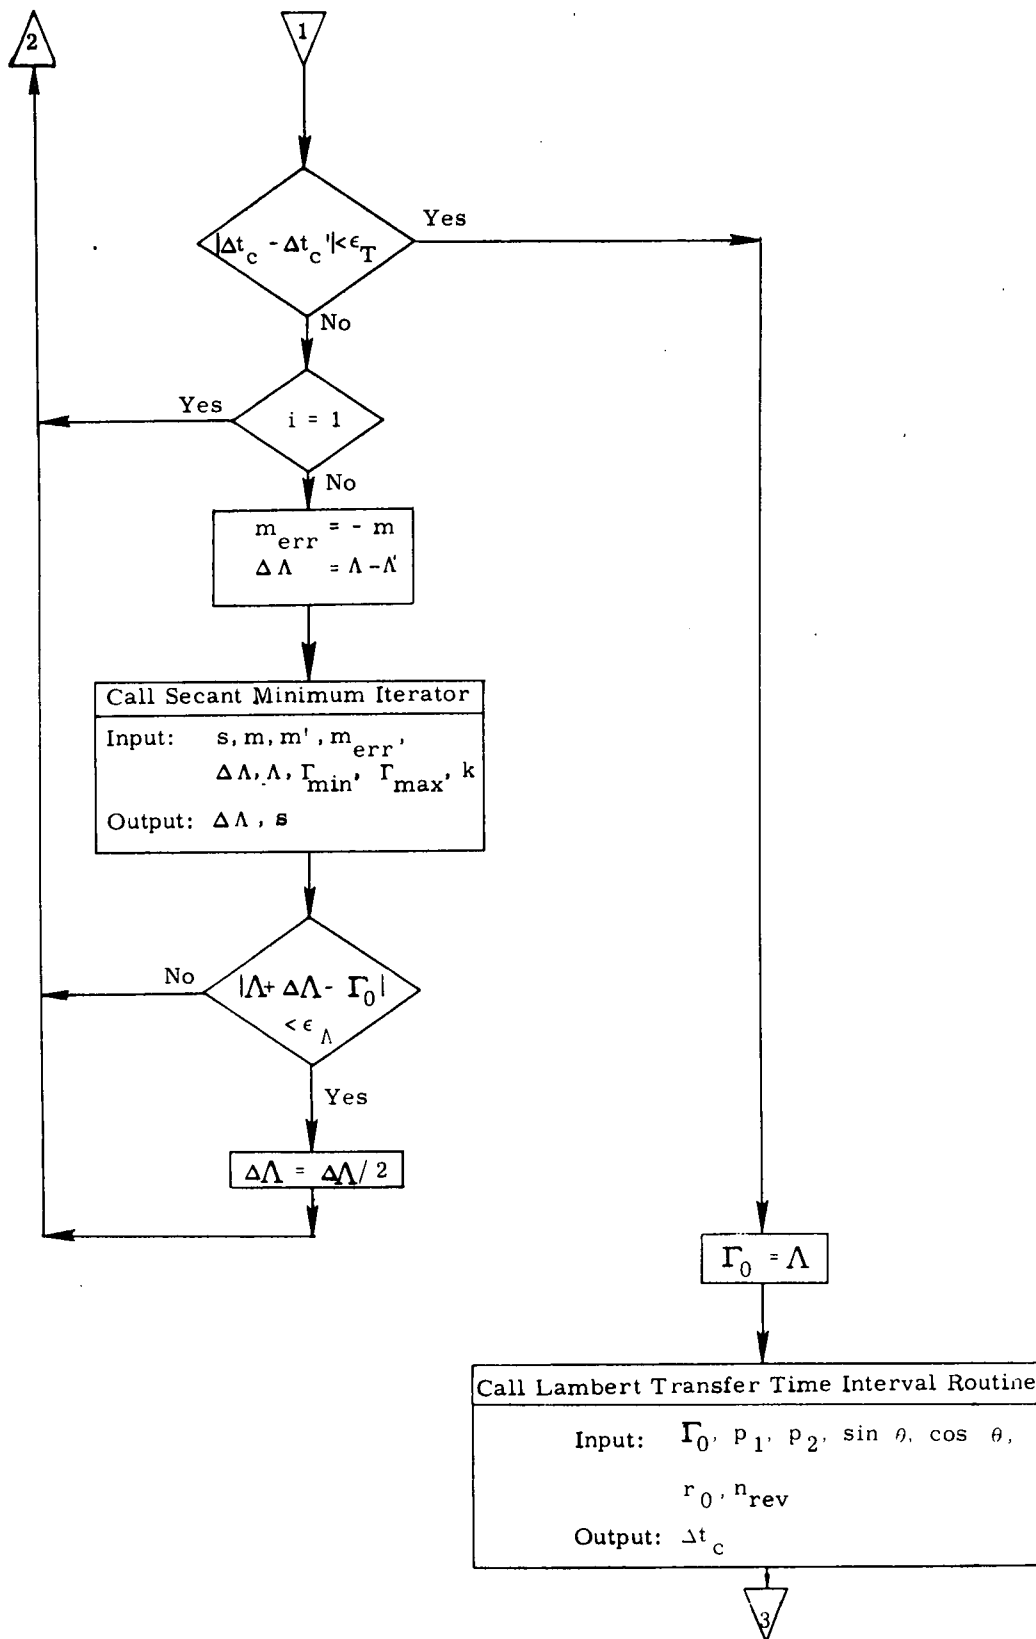 2
1
|Δt_c - Δt_c'|<ε_T
Yes
No
i = 1
Yes
No
m_err = - m
ΔΛ = Λ-Λ'
Call Secant Minimum Iterator
Input: s, m, m', m_err,
ΔΛ, Λ, Γ_min, Γ_max, k
Output: ΔΛ, s
|Λ+ ΔΛ - Γ_0|
< ε_Λ
No
Yes
ΔΛ = ΔΛ/ 2
Γ_0 = Λ
Call Lambert Transfer Time Interval Routine
Input: Γ_0, p_1, p_2, sin θ, cos θ,
r_0, n_rev
Output: Δt_c
3